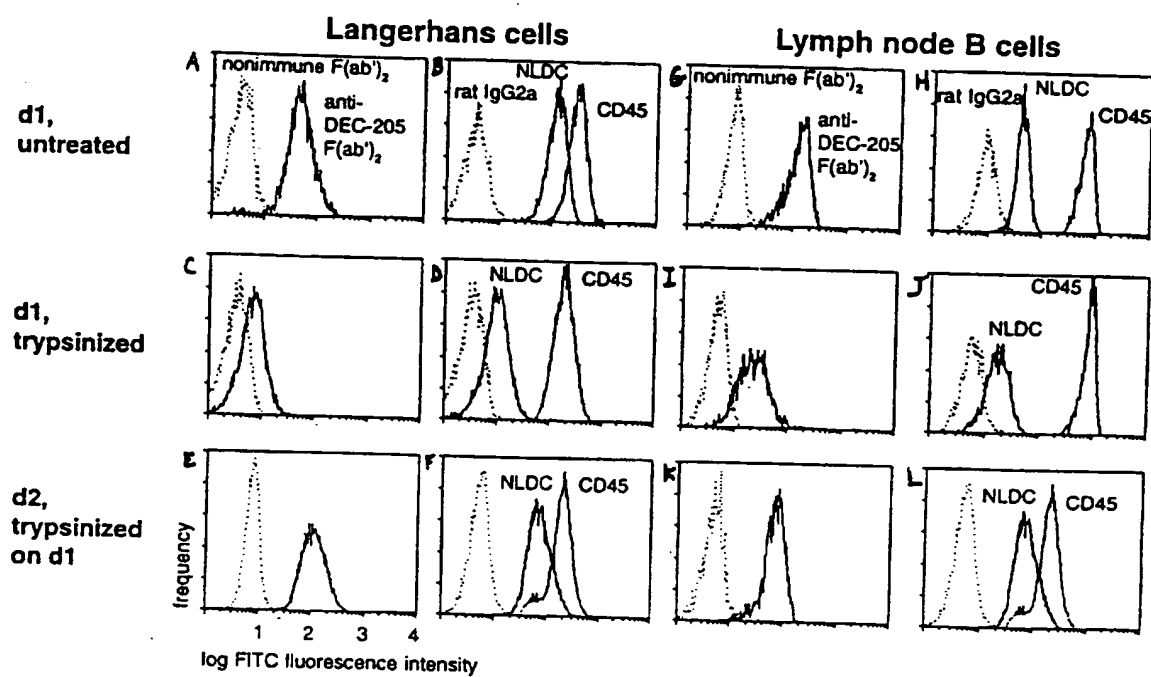 Langerhans cells
Lymph node B cells
d1,
untreated
A
nonimmune F(ab')₂
anti-
DEC-205
F(ab')₂
B
NLDC
rat IgG2a
CD45
G
nonimmune F(ab')₂
anti-
DEC-205
F(ab')₂
H
rat IgG2a
NLDC
CD45
d1,
trypsinized
C
D
NLDC
CD45
I
J
CD45
NLDC
d2,
trypsinized
on d1
E
F
NLDC
CD45
K
L
NLDC
CD45
frequency
1 2 3 4
log FITC fluorescence intensity